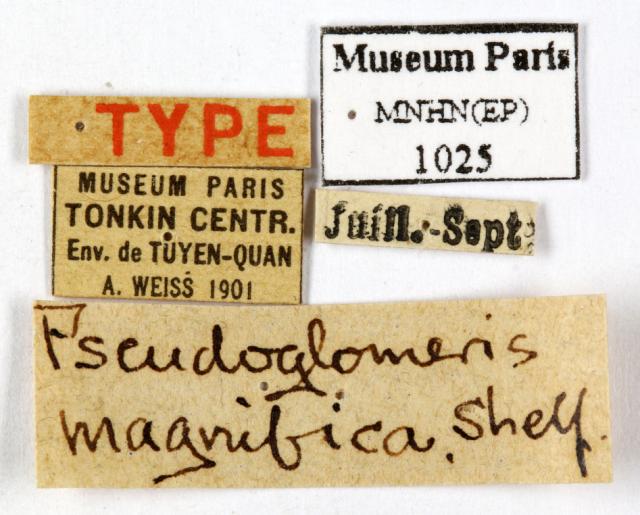 TYPE
MUSEUM PARIS
TONKIN CENTR.
Env. de TUYEN-QUAN
A. WEISS 1901
Museum Paris
MNHN(EP)
1025
Juill.-Sept.
Pseudoglomeris
magnifica. Shelf.